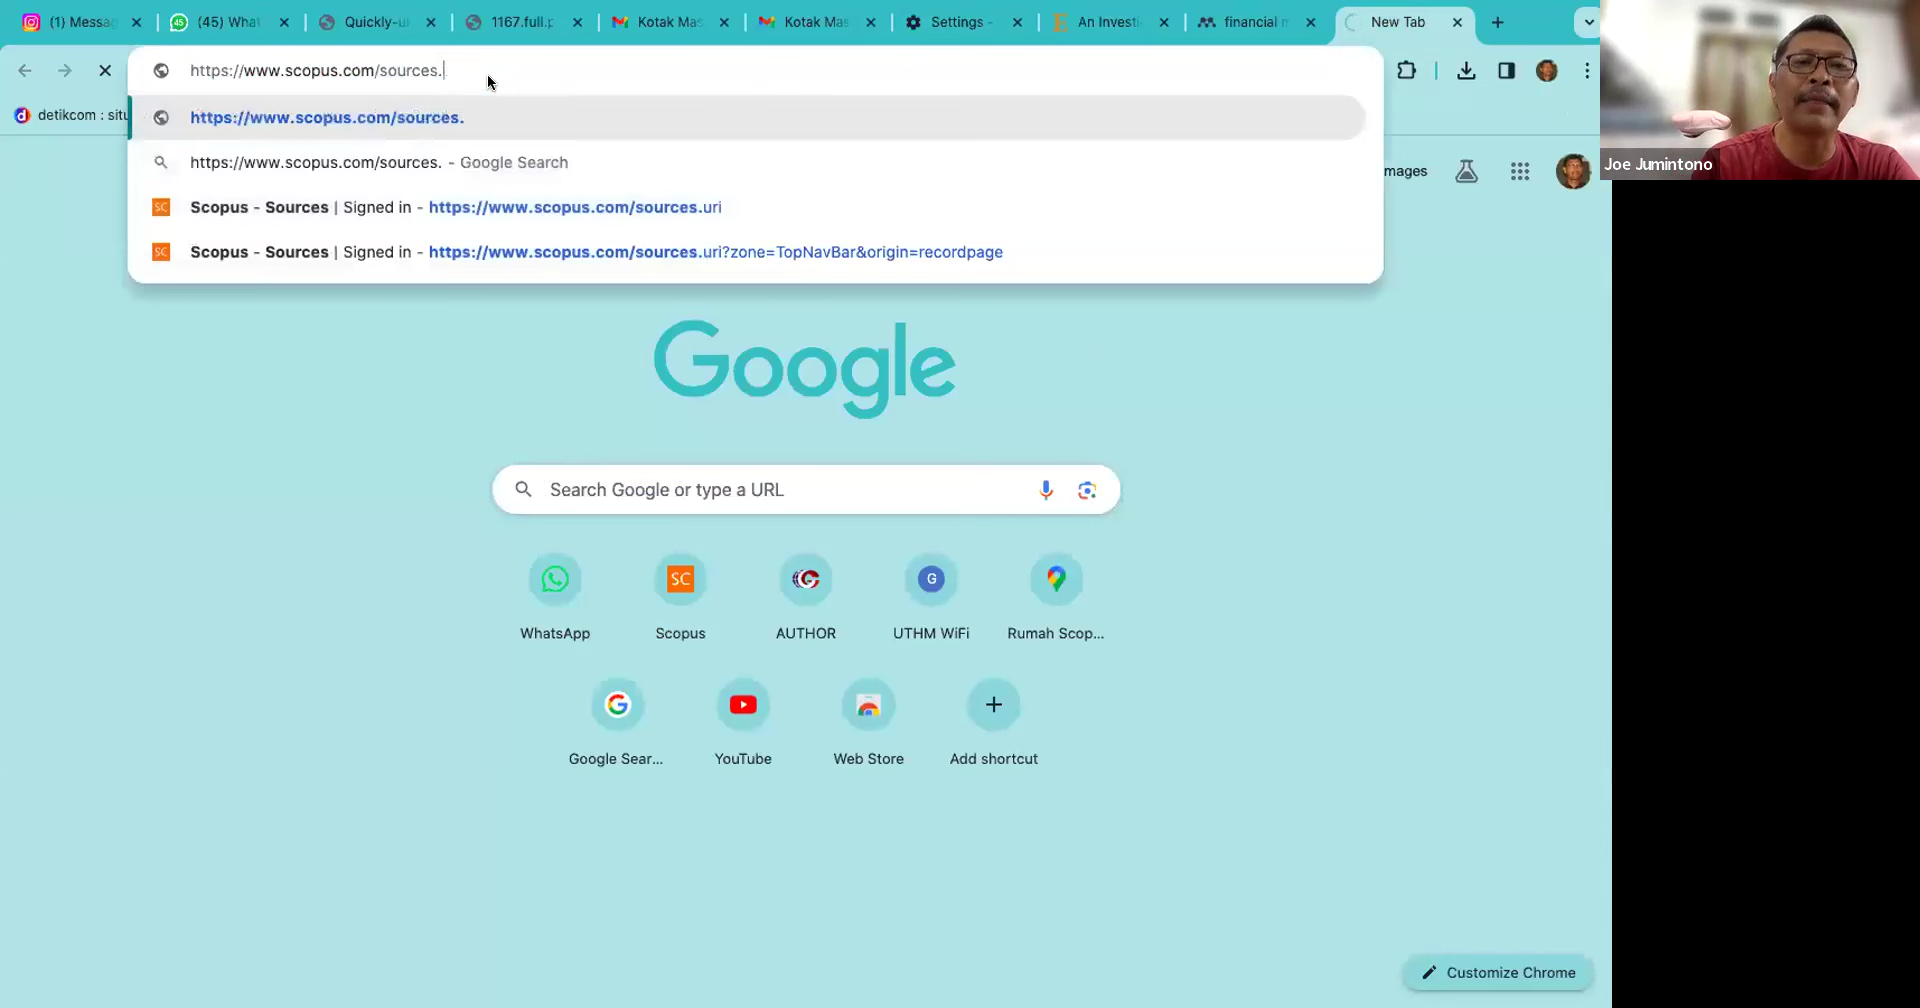 (1) Messag
(45) What
Quickly-u
1167.full.p
Kotak Mas
Kotak Mas
Settings -
An Investi
financial m
New Tab
https://www.scopus.com/sources.
detikcom : situ
https://www.scopus.com/sources.
https://www.scopus.com/sources. - Google Search
Scopus - Sources | Signed in - https://www.scopus.com/sources.uri
Scopus - Sources | Signed in - https://www.scopus.com/sources.uri?zone=TopNavBar&origin=recordpage
mages
Joe Jumintono
Google
Search Google or type a URL
WhatsApp
Scopus
AUTHOR
UTHM WiFi
Rumah Scop...
Google Sear...
YouTube
Web Store
Add shortcut
Customize Chrome